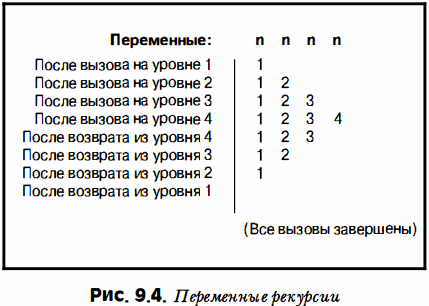 Переменные: n n n n
После вызова на уровне 1 1
После вызова на уровне 2 1 2
После вызова на уровне 3 1 2 3
После вызова на уровне 4 1 2 3 4
После возврата из уровня 4 1 2 3
После возврата из уровня 3 1 2
После возврата из уровня 2 1
После возврата из уровня 1
(Все вызовы завершены)
Рис. 9.4. Переменные рекурсии